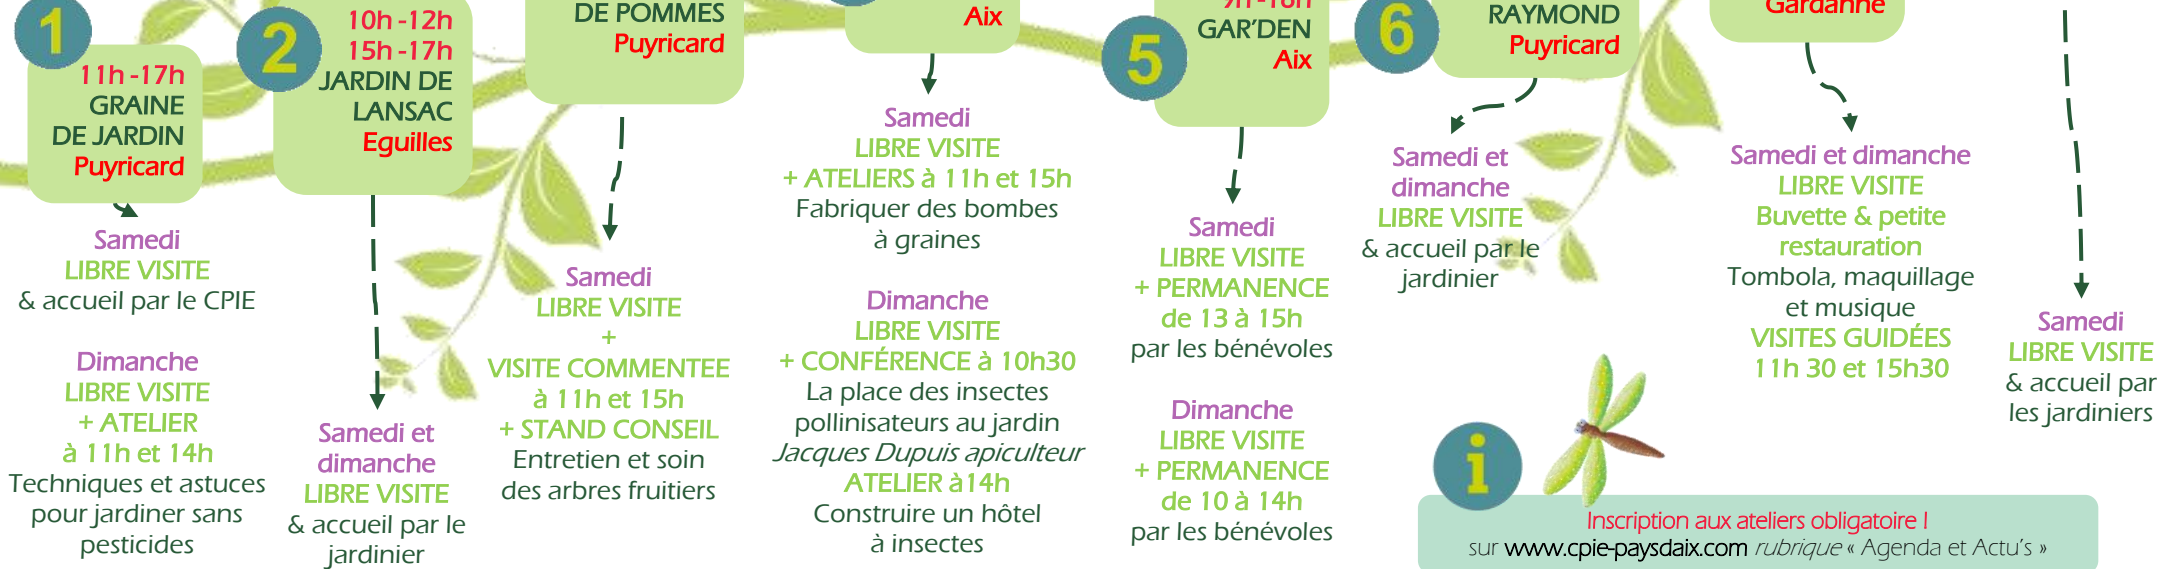 1
11h -17h
GRAINE
DE JARDIN
Puyricard
Samedi
LIBRE VISITE
& accueil par le CPIE
Dimanche
LIBRE VISITE
+ ATELIER
à 11h et 14h
Techniques et astuces
pour jardiner sans
pesticides
2
10h -12h
15h -17h
JARDIN DE
LANSAC
Eguilles
Samedi et
dimanche
LIBRE VISITE
& accueil par le
jardinier
DE POMMES
Puyricard
Samedi
LIBRE VISITE
+
VISITE COMMENTEE
à 11h et 15h
+ STAND CONSEIL
Entretien et soin
des arbres fruitiers
Aix
Samedi
LIBRE VISITE
+ ATELIERS à 11h et 15h
Fabriquer des bombes
à graines
Dimanche
LIBRE VISITE
+ CONFÉRENCE à 10h30
La place des insectes
pollinisateurs au jardin
Jacques Dupuis apiculteur
ATELIER à14h
Construire un hôtel
à insectes
5
GAR'DEN
Aix
Samedi
LIBRE VISITE
+ PERMANENCE
de 13 à 15h
par les bénévoles
Dimanche
LIBRE VISITE
+ PERMANENCE
de 10 à 14h
par les bénévoles
6
RAYMOND
Puyricard
Samedi et
dimanche
LIBRE VISITE
& accueil par le
jardinier
Gardanne
Samedi et dimanche
LIBRE VISITE
Buvette & petite
restauration
Tombola, maquillage
et musique
VISITES GUIDÉES
11h 30 et 15h30
Samedi
LIBRE VISITE
& accueil par
les jardiniers
i
Inscription aux ateliers obligatoire !
sur www.cpie-paysdaix.com rubrique « Agenda et Actu's »